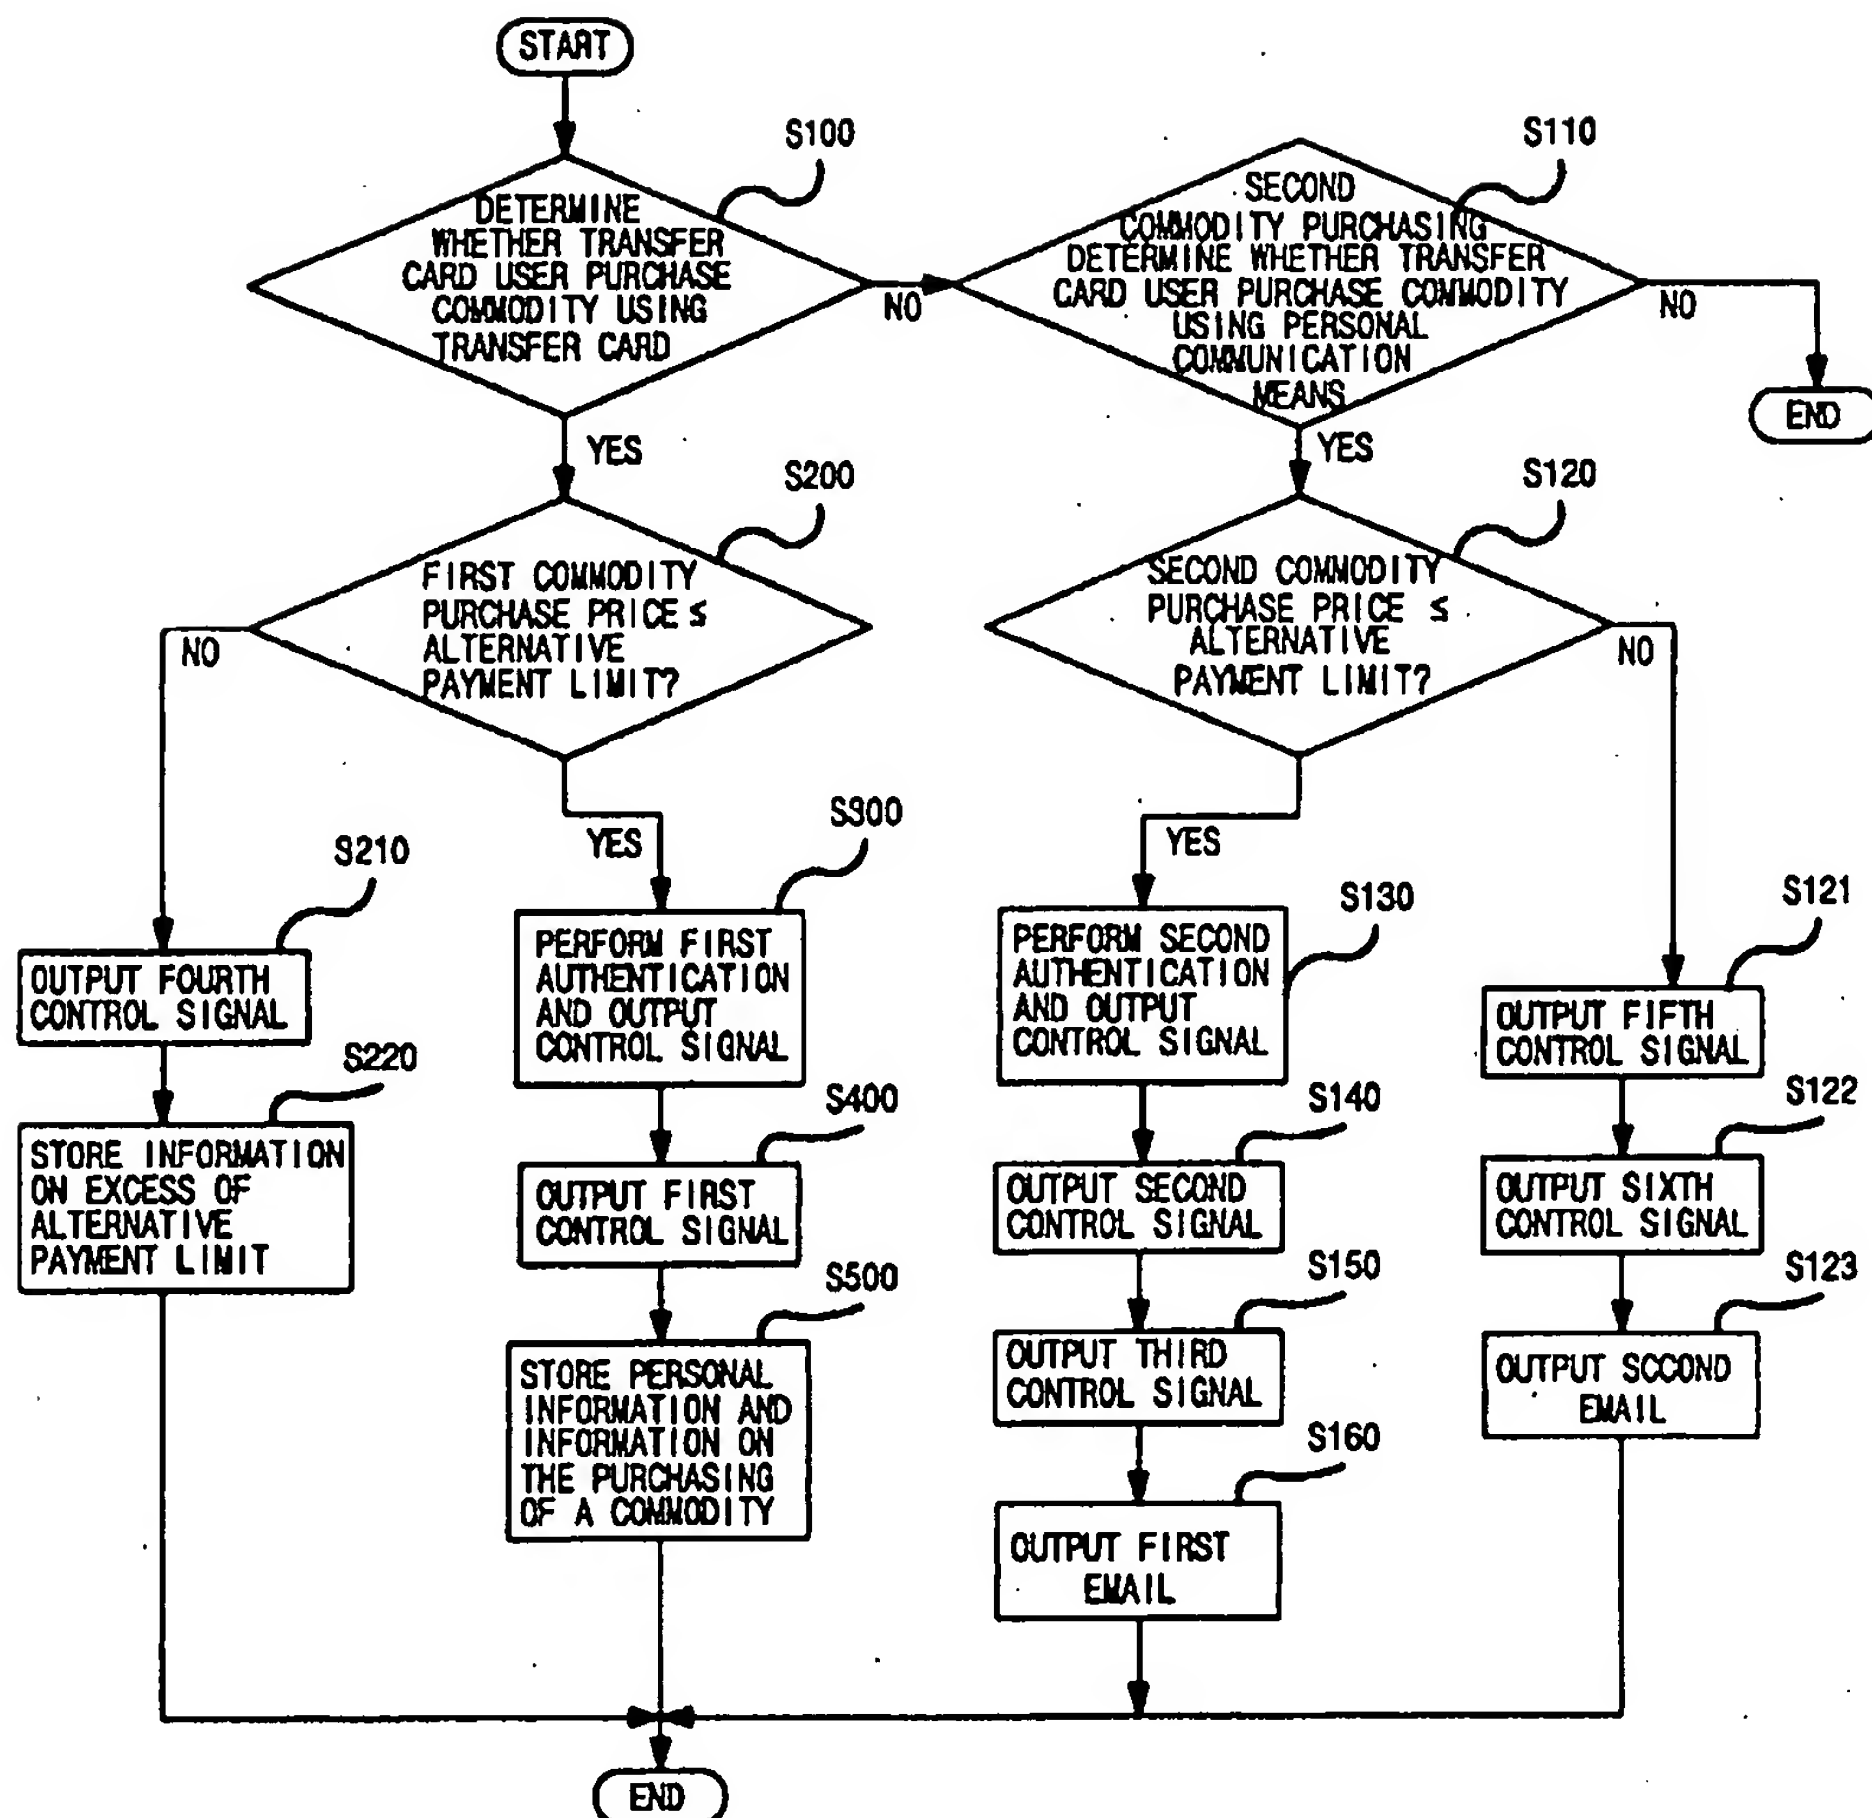 START
S100
DETERMINE
WHETHER TRANSFER
CARD USER PURCHASE
COMMODITY USING
TRANSFER CARD
NO
YES
S110
SECOND
COMMODITY PURCHASING
DETERMINE WHETHER TRANSFER
CARD USER PURCHASE COMMODITY
USING PERSONAL
COMMUNICATION
MEANS
NO
END
YES
S200
FIRST COMMODITY
PURCHASE PRICE ≤
ALTERNATIVE
PAYMENT LIMIT?
NO
YES
S120
SECOND COMMODITY
PURCHASE PRICE ≤
ALTERNATIVE
PAYMENT LIMIT?
NO
YES
S210
OUTPUT FOURTH
CONTROL SIGNAL
S220
STORE INFORMATION
ON EXCESS OF
ALTERNATIVE
PAYMENT LIMIT
S300
PERFORM FIRST
AUTHENTICATION
AND OUTPUT
CONTROL SIGNAL
S400
OUTPUT FIRST
CONTROL SIGNAL
S500
STORE PERSONAL
INFORMATION AND
INFORMATION ON
THE PURCHASING
OF A COMMODITY
S130
PERFORM SECOND
AUTHENTICATION
AND OUTPUT
CONTROL SIGNAL
S140
OUTPUT SECOND
CONTROL SIGNAL
S150
OUTPUT THIRD
CONTROL SIGNAL
S160
OUTPUT FIRST
EMAIL
S121
OUTPUT FIFTH
CONTROL SIGNAL
S122
OUTPUT SIXTH
CONTROL SIGNAL
S123
OUTPUT SCCOND
EMAIL
END